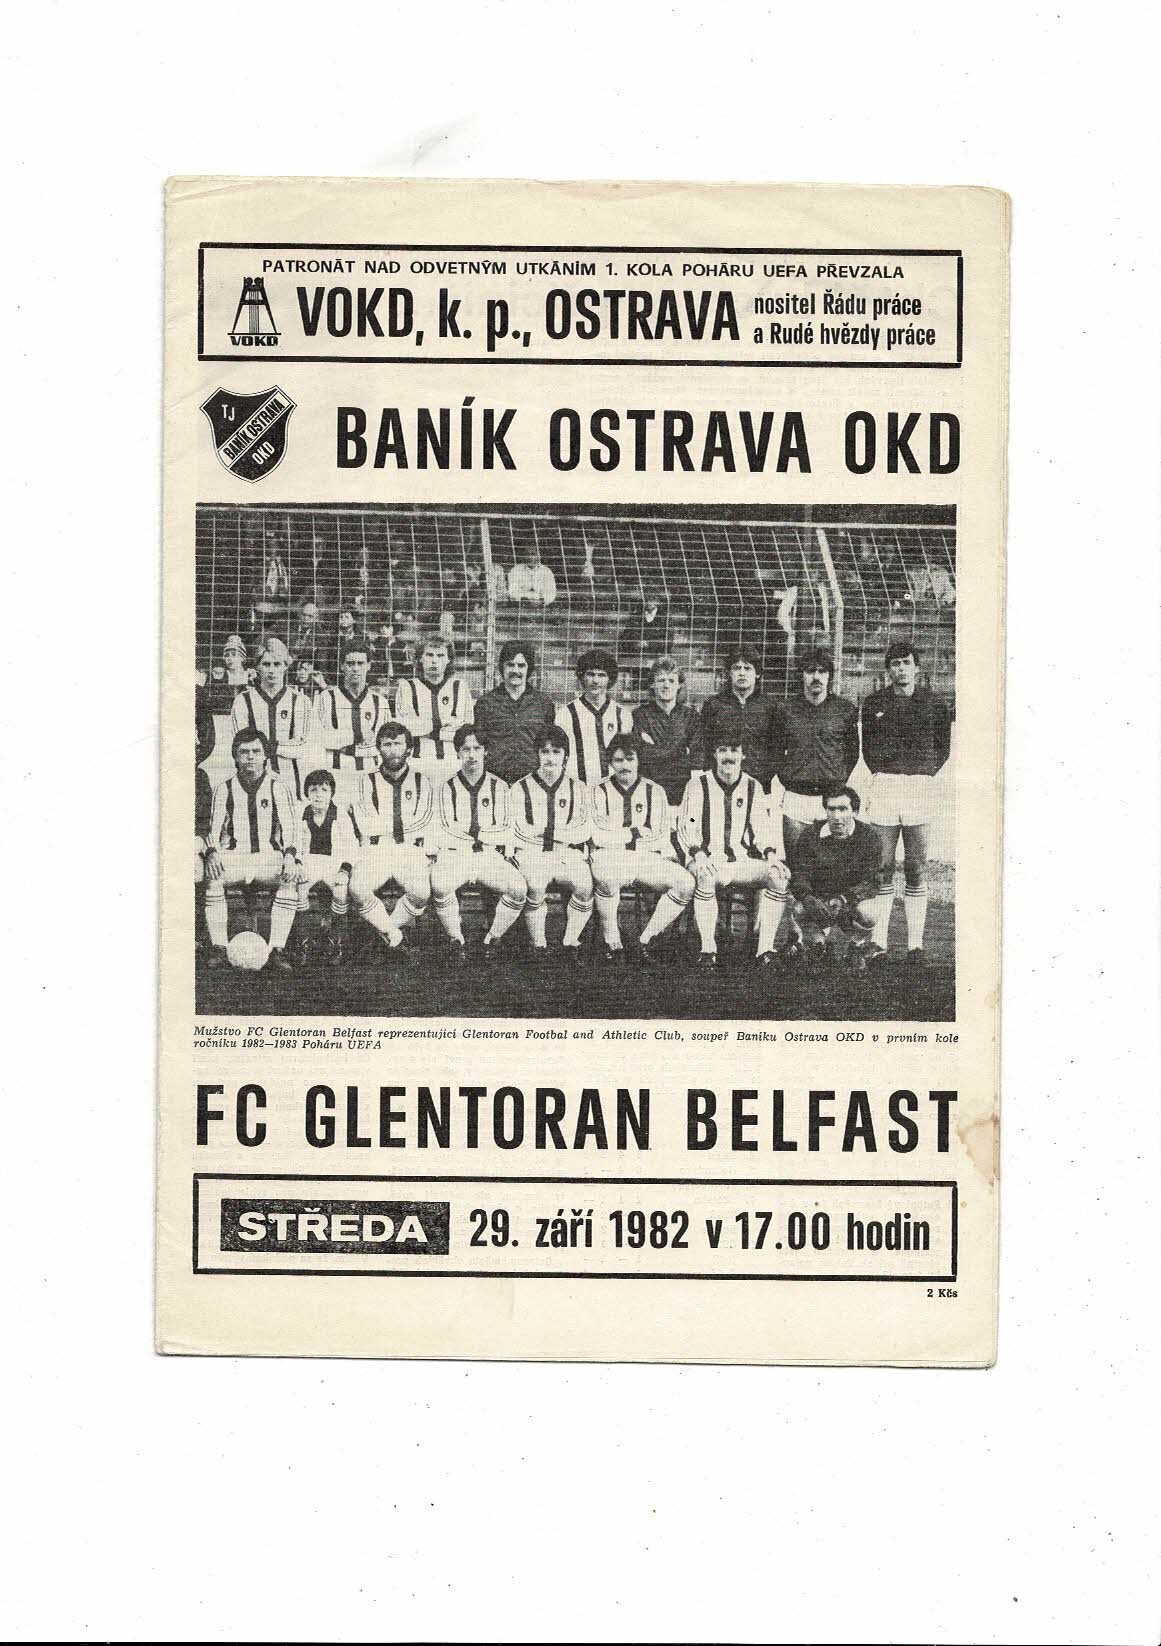 PATRONÁT NAD ODVETNÝM UTKÁNÍM 1. KOLA POHÁRU UEFA PŘEVZALA
VOKD
VOKD, k. p., OSTRAVA
nositel Řádu práce
a Rudé hvězdy práce
TJ
BANÍK OSTRAVA
OKD
BANÍK OSTRAVA OKD
Mužstvo FC Glentoran Belfast reprezentující Glentoran Footbal and Athletic Club, soupeř Baníku Ostrava OKD v prvním kole
ročníku 1982—1983 Poháru UEFA
FC GLENTORAN BELFAST
STŘEDA 29. září 1982 v 17.00 hodin
2 Kčs